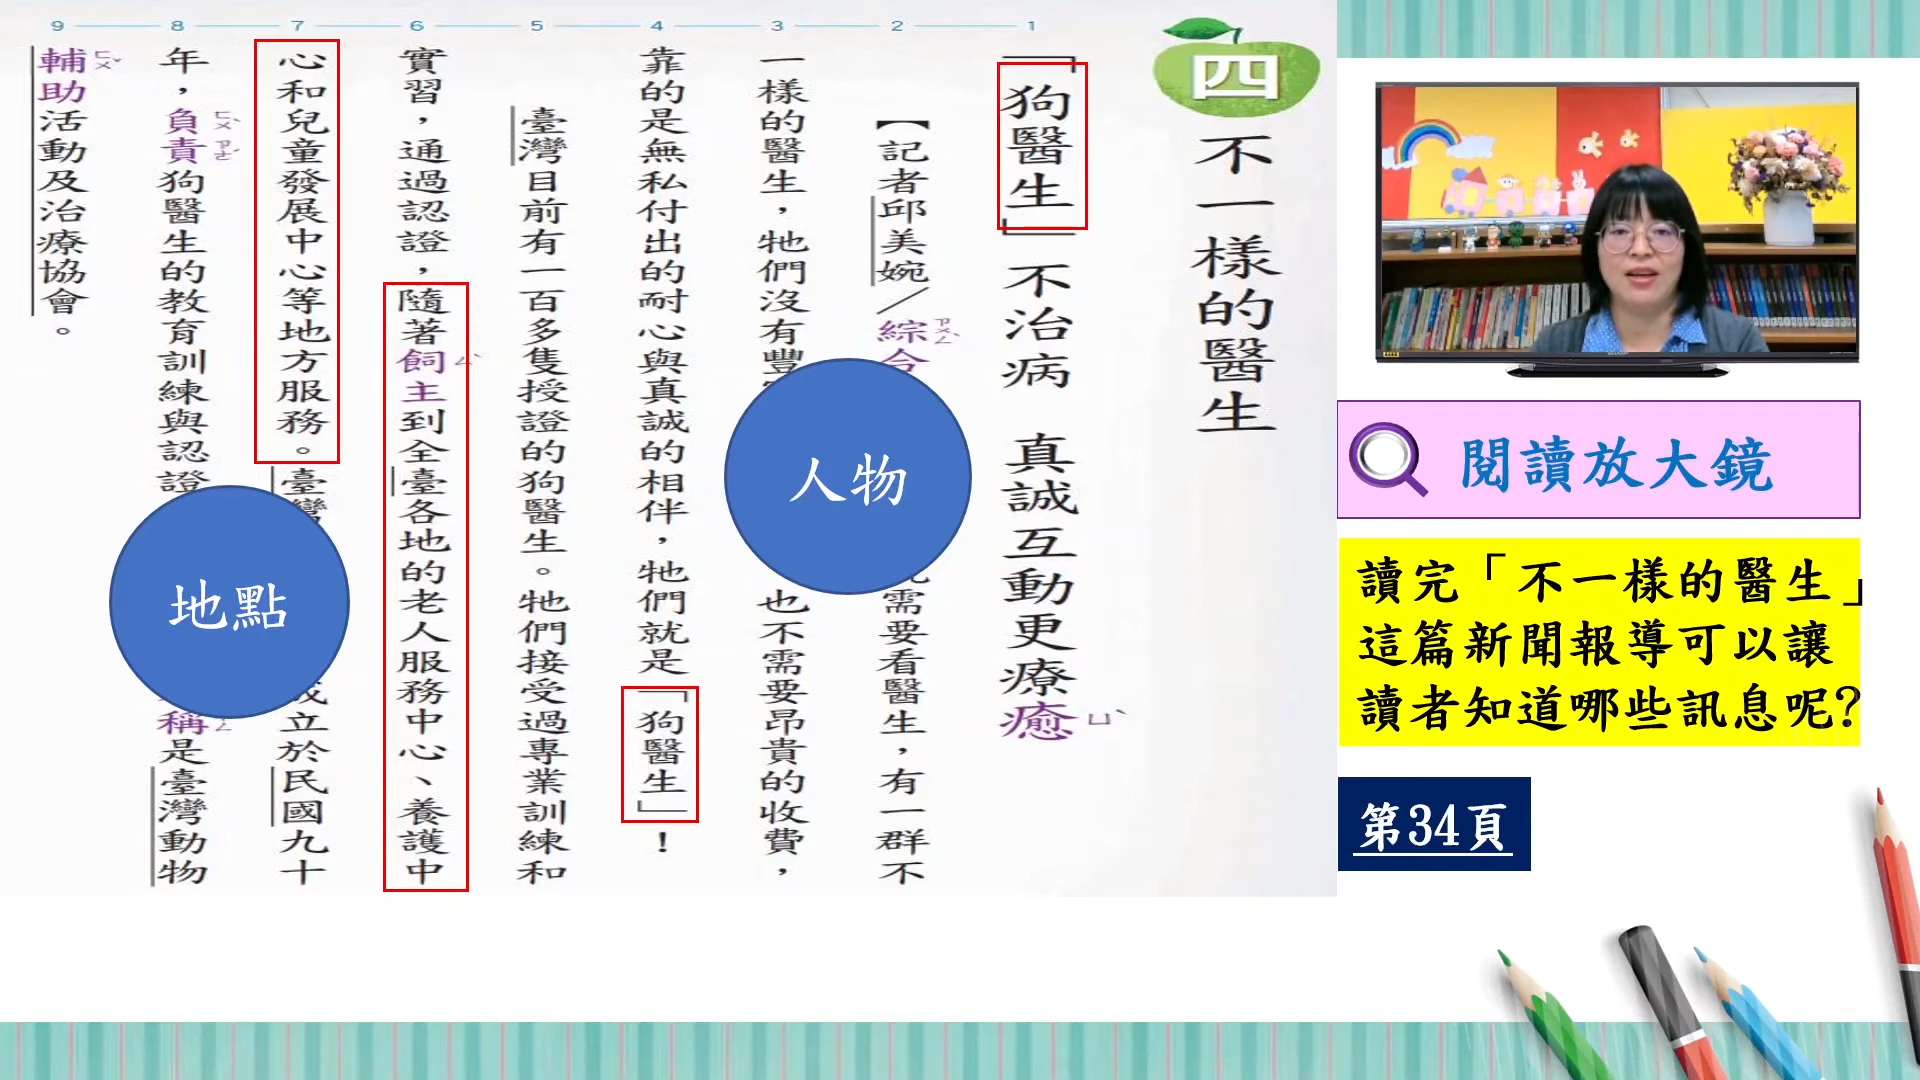 四
不一樣的醫生
「狗醫生」不治病 真誠互動更療癒
ㄩˋ
【記者邱美婉／綜合
需要看醫生，有一群不
ㄗㄨㄥˋ
一樣的醫生，牠們沒有豐
也不需要昂貴的收費，
靠的是無私付出的耐心與真誠的相伴，牠們就是「狗醫生」！
臺灣目前有一百多隻授證的狗醫生。牠們接受過專業訓練和
實習，通過認證，隨著飼主到全臺各地的老人服務中心、養護中
ㄙˋ
心和兒童發展中心等地方服務。臺灣
成立於民國九十
年，負責狗醫生的教育訓練與認證
稱是臺灣動物
ㄈㄨˋ ㄗㄜˊ
輔助活動及治療協會。
ㄈㄨˇ
1 2 3 4 5 6 7 8 9
人物
地點
閱讀放大鏡
讀完「不一樣的醫生」
這篇新聞報導可以讓
讀者知道哪些訊息呢?
第34頁